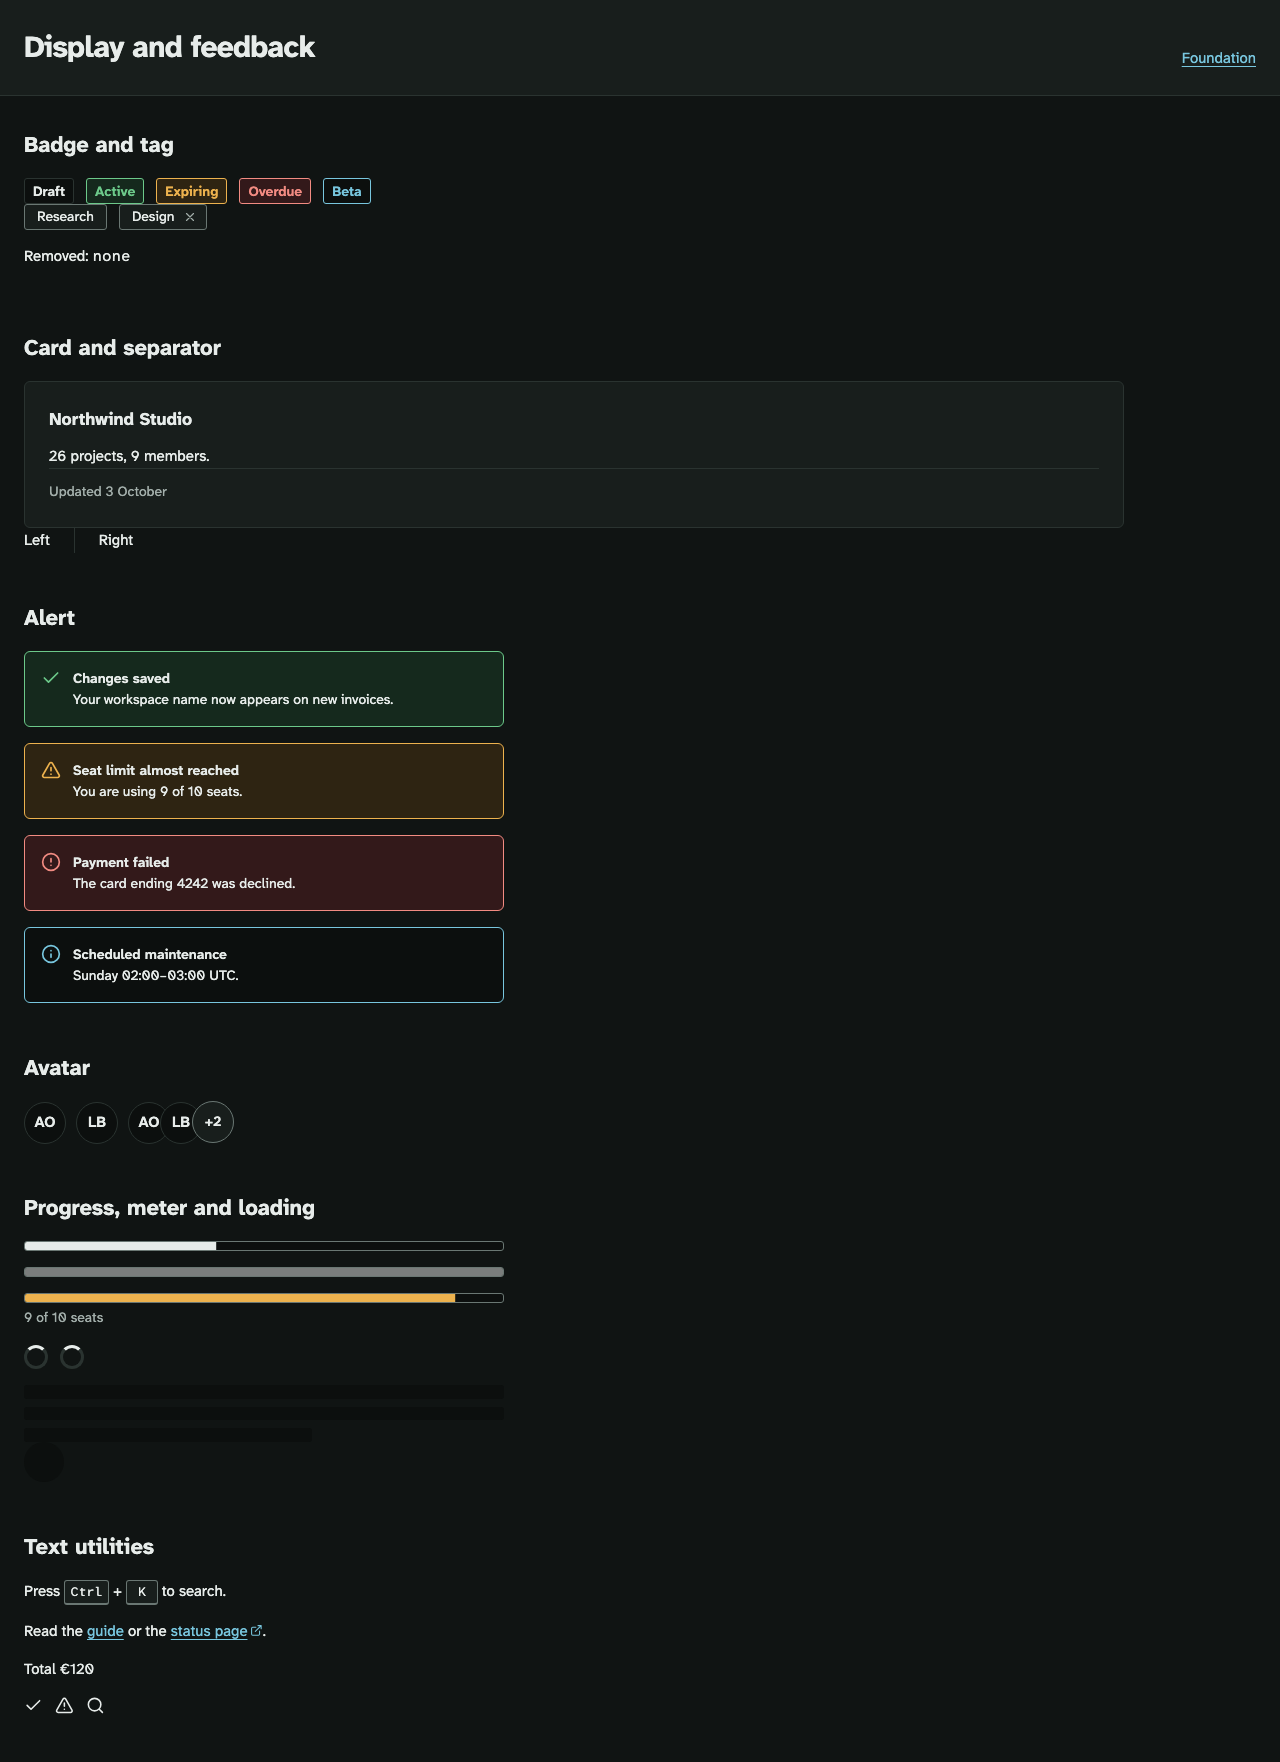 Display and feedback
Foundation
Badge and tag
Draft Active Expiring Overdue Beta
Research Design
Removed: none
Card and separator
Northwind Studio
26 projects, 9 members.
Updated 3 October
Left Right
Alert
Changes saved
Your workspace name now appears on new invoices.
Seat limit almost reached
You are using 9 of 10 seats.
Payment failed
The card ending 4242 was declined.
Scheduled maintenance
Sunday 02:00–03:00 UTC.
Avatar
AO LB AO LB +2
Progress, meter and loading
9 of 10 seats
Text utilities
Press Ctrl + K to search.
Read the guide or the status page.
Total €120